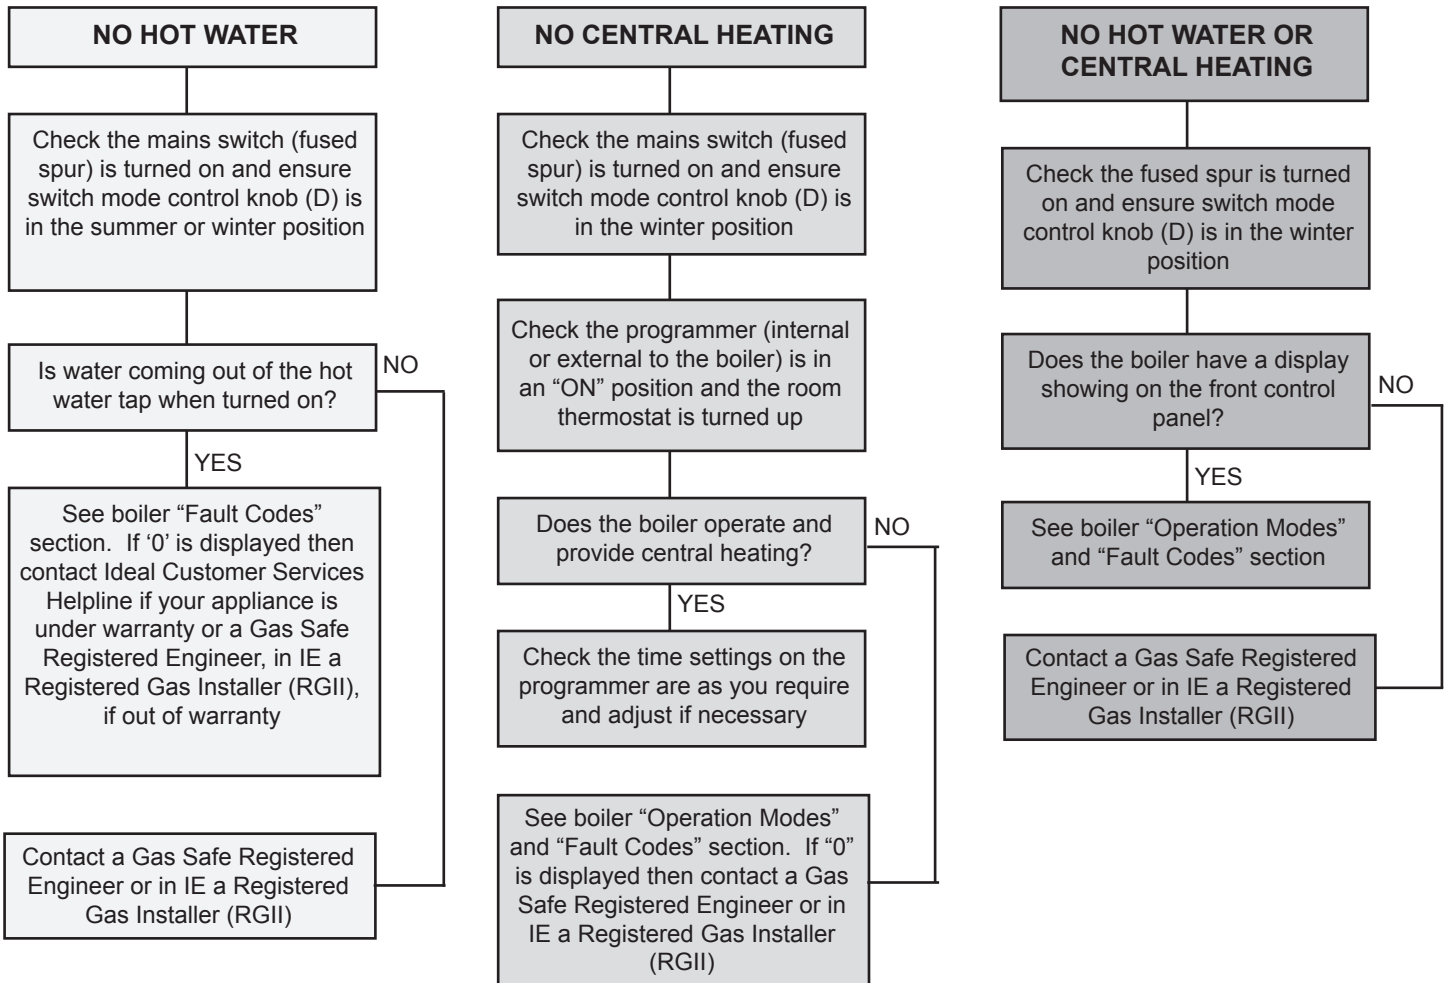 NO HOT WATER
Check the mains switch (fused
spur) is turned on and ensure
switch mode control knob (D) is
in the summer or winter position
Is water coming out of the hot
water tap when turned on?
NO
YES
See boiler “Fault Codes”
section.  If ‘0’ is displayed then
contact Ideal Customer Services
Helpline if your appliance is
under warranty or a Gas Safe
Registered Engineer, in IE a
Registered Gas Installer (RGII),
if out of warranty
Contact a Gas Safe Registered
Engineer or in IE a Registered
Gas Installer (RGII)
NO CENTRAL HEATING
Check the mains switch (fused
spur) is turned on and ensure
switch mode control knob (D) is
in the winter position
Check the programmer (internal
or external to the boiler) is in
an “ON” position and the room
thermostat is turned up
Does the boiler operate and
provide central heating?
NO
YES
Check the time settings on the
programmer are as you require
and adjust if necessary
See boiler “Operation Modes”
and “Fault Codes” section.  If “0”
is displayed then contact a Gas
Safe Registered Engineer or in
IE a Registered Gas Installer
(RGII)
NO HOT WATER OR
CENTRAL HEATING
Check the fused spur is turned
on and ensure switch mode
control knob (D) is in the winter
position
Does the boiler have a display
showing on the front control
panel?
NO
YES
See boiler “Operation Modes”
and “Fault Codes” section
Contact a Gas Safe Registered
Engineer or in IE a Registered
Gas Installer (RGII)